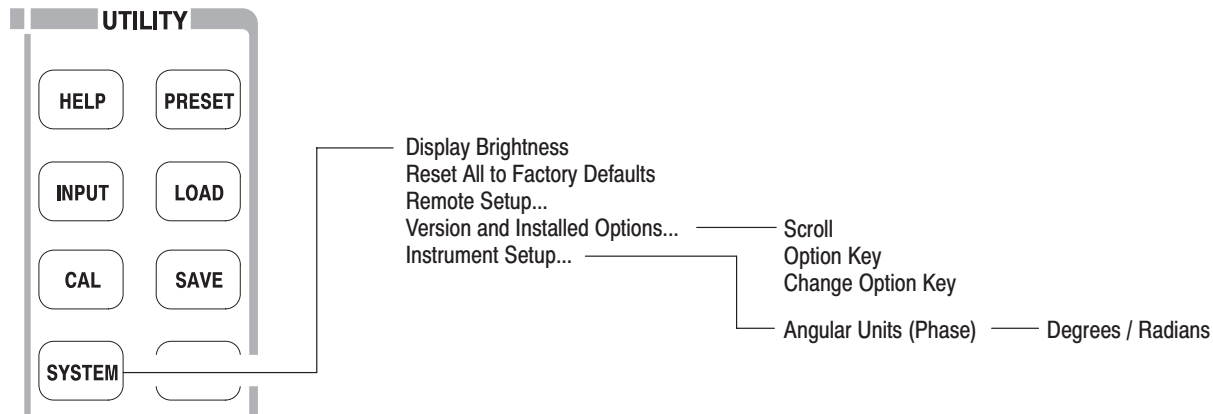 UTILITY
HELP PRESET
INPUT LOAD
CAL SAVE
SYSTEM
Display Brightness
Reset All to Factory Defaults
Remote Setup...
Version and Installed Options...
Instrument Setup...
Scroll
Option Key
Change Option Key
Angular Units (Phase) Degrees / Radians